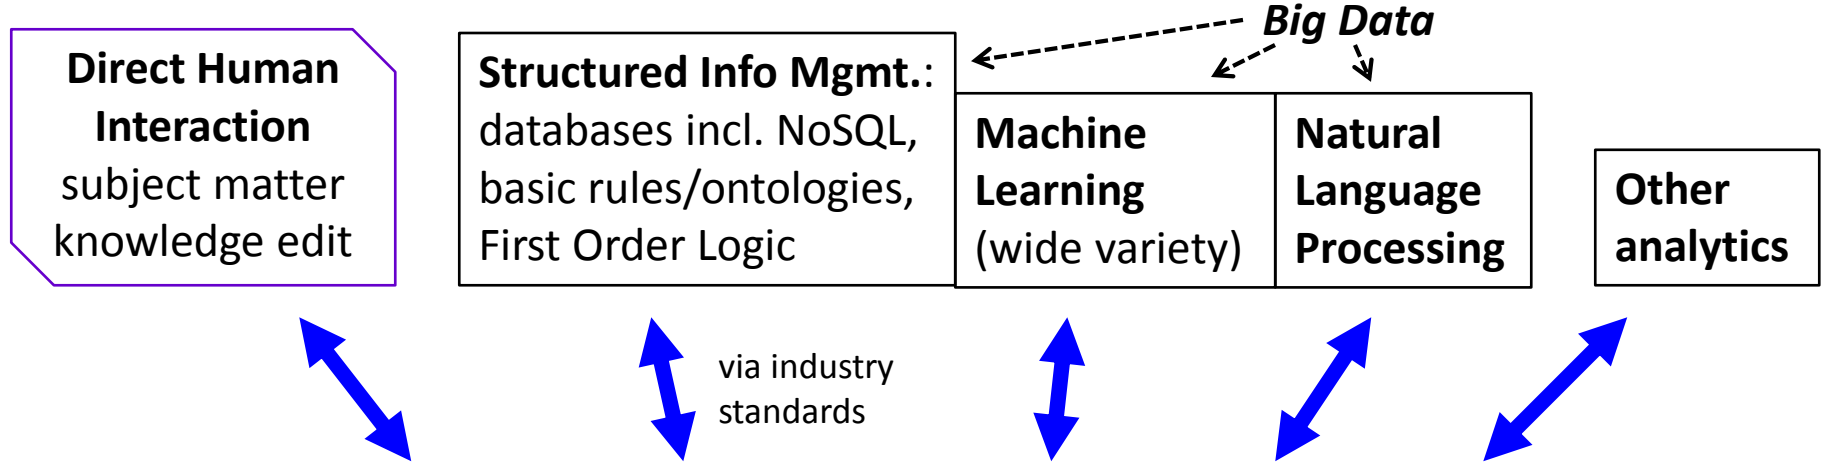 Big Data
Direct Human
Interaction
subject matter
knowledge edit
Structured Info Mgmt.:
databases incl. NoSQL,
basic rules/ontologies,
First Order Logic
Machine
Learning
(wide variety)
Natural
Language
Processing
Other
analytics
via industry
standards